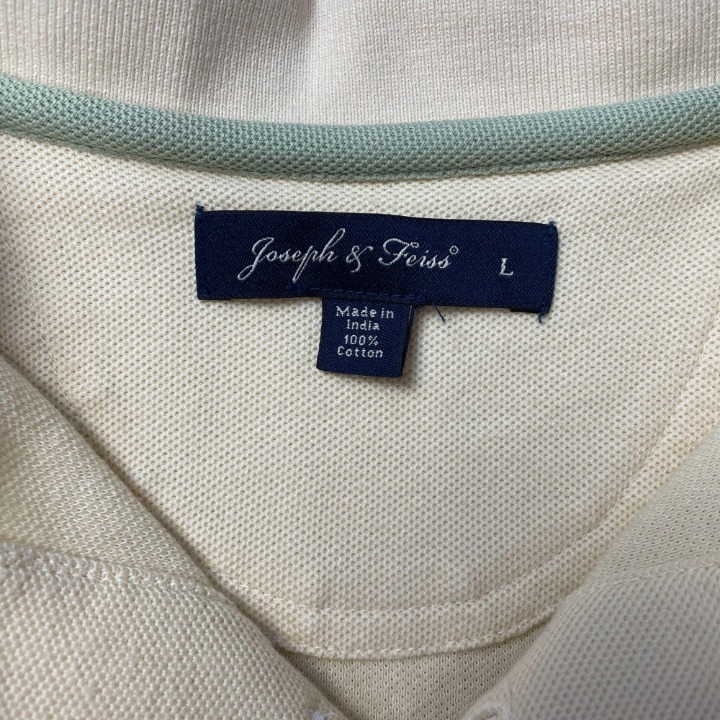 Joseph & Feiss® L
Made in
India
100%
Cotton